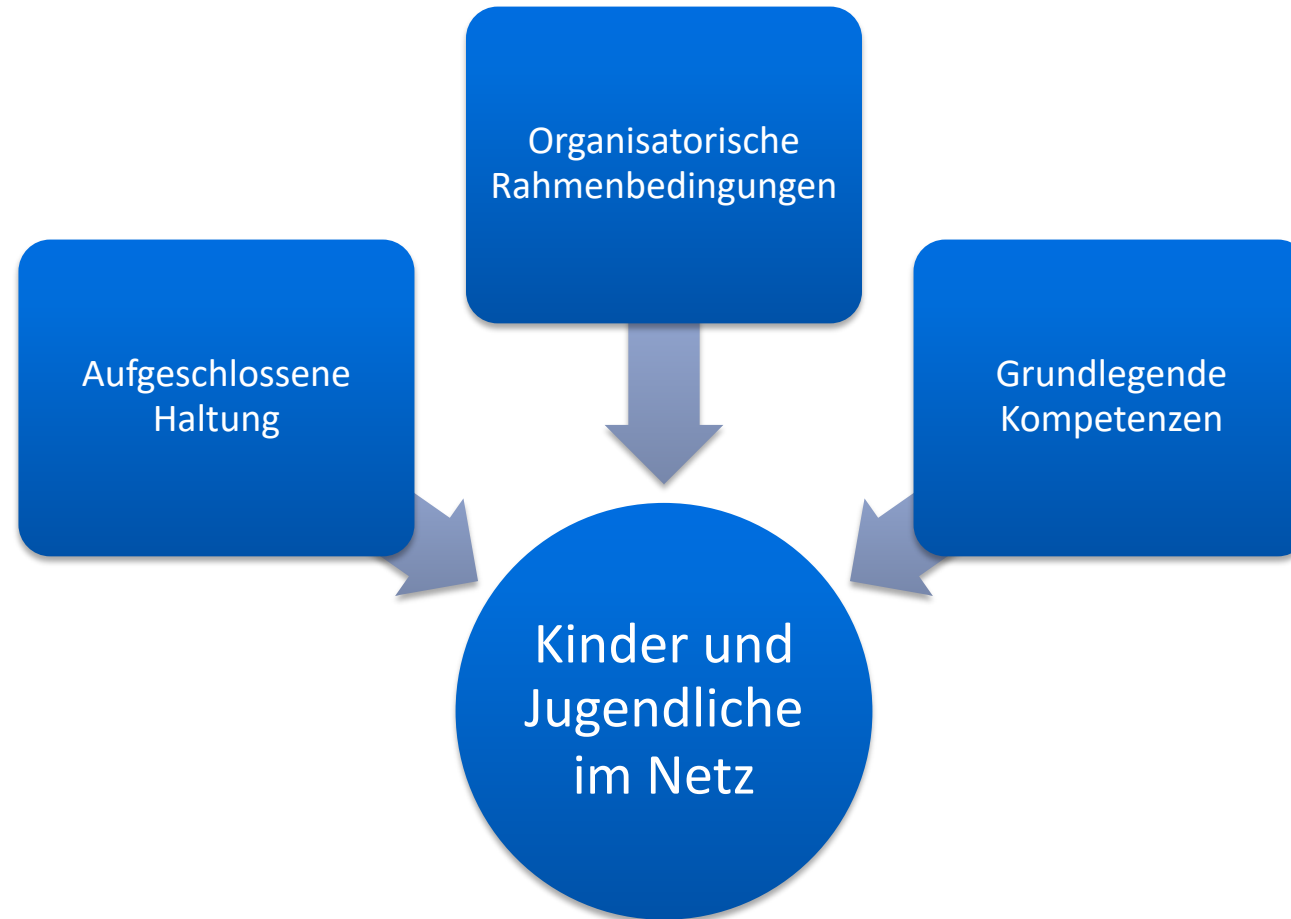 Organisatorische
Rahmenbedingungen
Aufgeschlossene
Haltung
Grundlegende
Kompetenzen
Kinder und
Jugendliche
im Netz